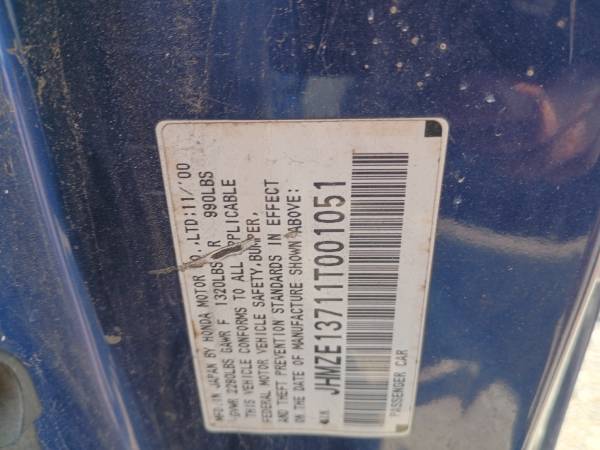 MFD.IN JAPAN BY HONDA MOTOR CO.,LTD:11/'00
GVWR 2290LBS GAWR F 1320LBS R 990LBS
THIS VEHICLE CONFORMS TO ALL APPLICABLE
FEDERAL MOTOR VEHICLE SAFETY,BUMPER,
AND THEFT PREVENTION STANDARDS IN EFFECT
ON THE DATE OF MANUFACTURE SHOWN ABOVE:
JHMZE13711T001051
PASSENGER CAR